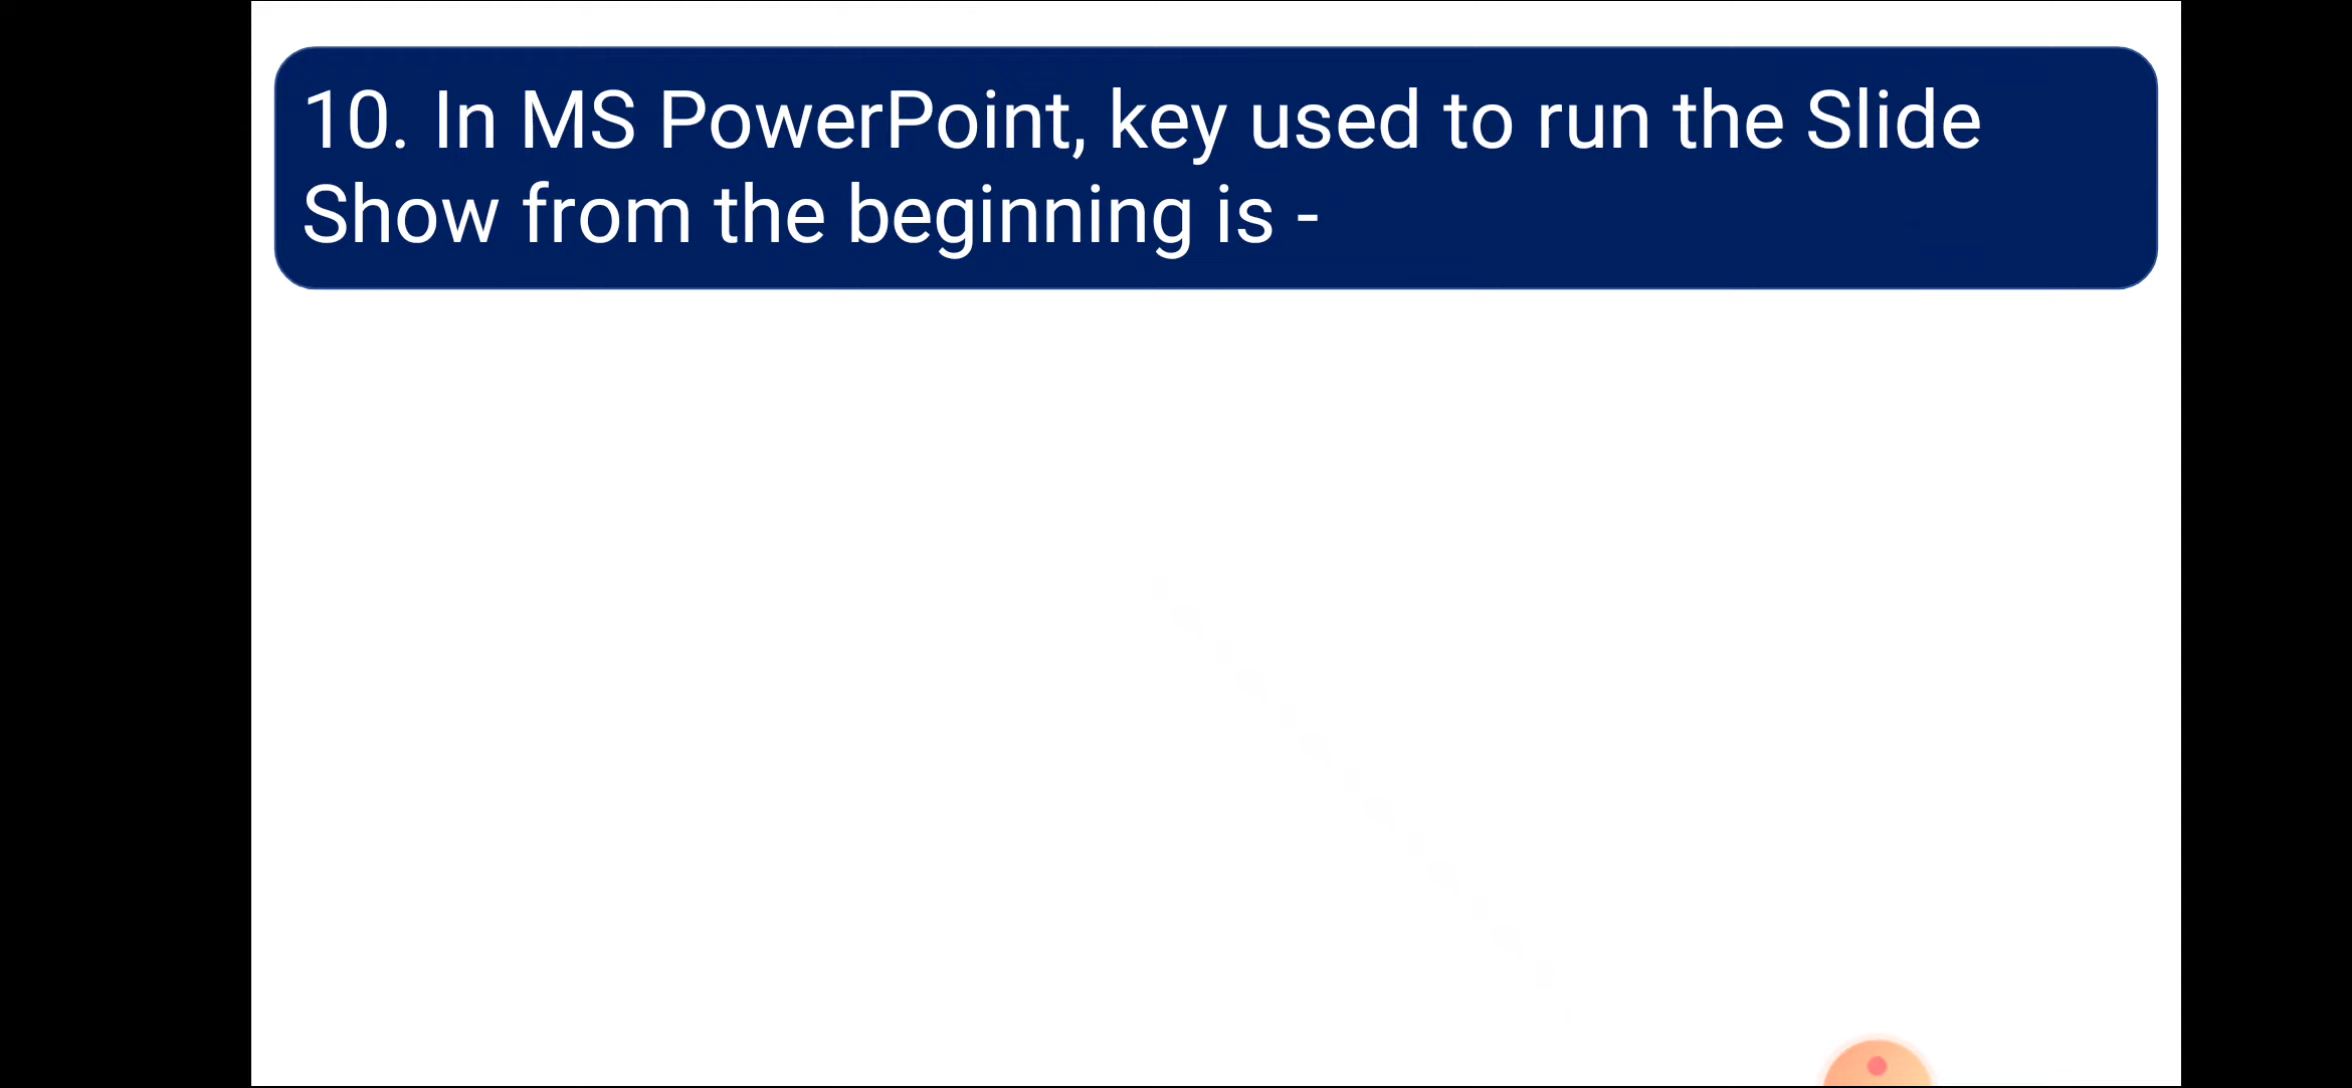 10. In MS PowerPoint, key used to run the Slide
Show from the beginning is -